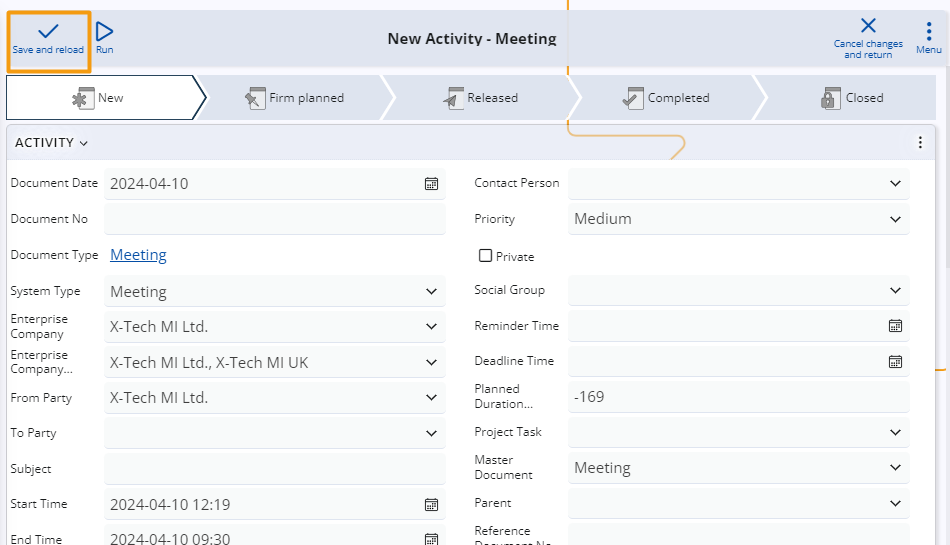 Save and reload
Run
New Activity - Meeting
Cancel changes
and return
Menu
New
Firm planned
Released
Completed
Closed
ACTIVITY
Document Date
2024-04-10
Contact Person
Document No
Priority
Medium
Document Type
Meeting
Private
System Type
Meeting
Social Group
Enterprise
Company
X-Tech MI Ltd.
Reminder Time
Enterprise
Company...
X-Tech MI Ltd., X-Tech MI UK
Deadline Time
From Party
X-Tech MI Ltd.
Planned
Duration...
-169
To Party
Project Task
Subject
Master
Document
Meeting
Start Time
2024-04-10 12:19
Parent
End Time
2024-04-10 09:30
Reference
Document No